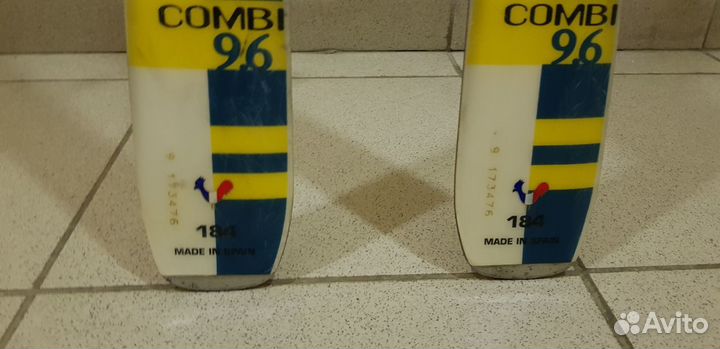 COMBI
9.6
9 173476
184
MADE IN SPAIN
COMBI
9.6
9 173476
184
MADE IN SPAIN
Avito